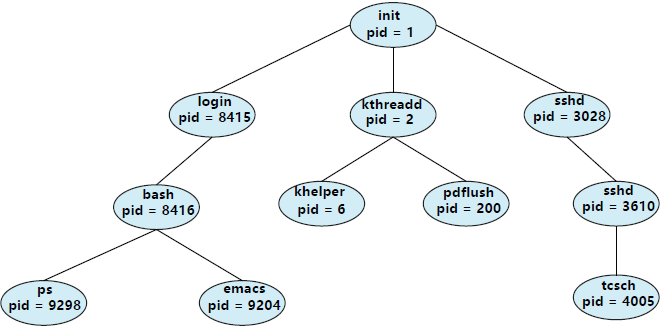 init
pid = 1
login
pid = 8415
kthreadd
pid = 2
sshd
pid = 3028
bash
pid = 8416
khelper
pid = 6
pdflush
pid = 200
sshd
pid = 3610
ps
pid = 9298
emacs
pid = 9204
tcsch
pid = 4005